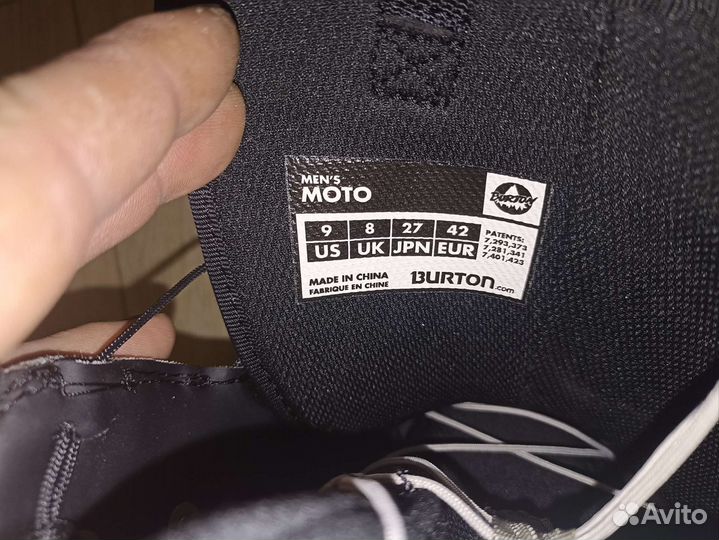 MEN'S
MOTO
BURTON
9 8 27 42
US UK JPN EUR
PATENTS:
7,293,373
7,281,341
7,401,423
MADE IN CHINA
FABRIQUE EN CHINE
BURTON.com
Avito